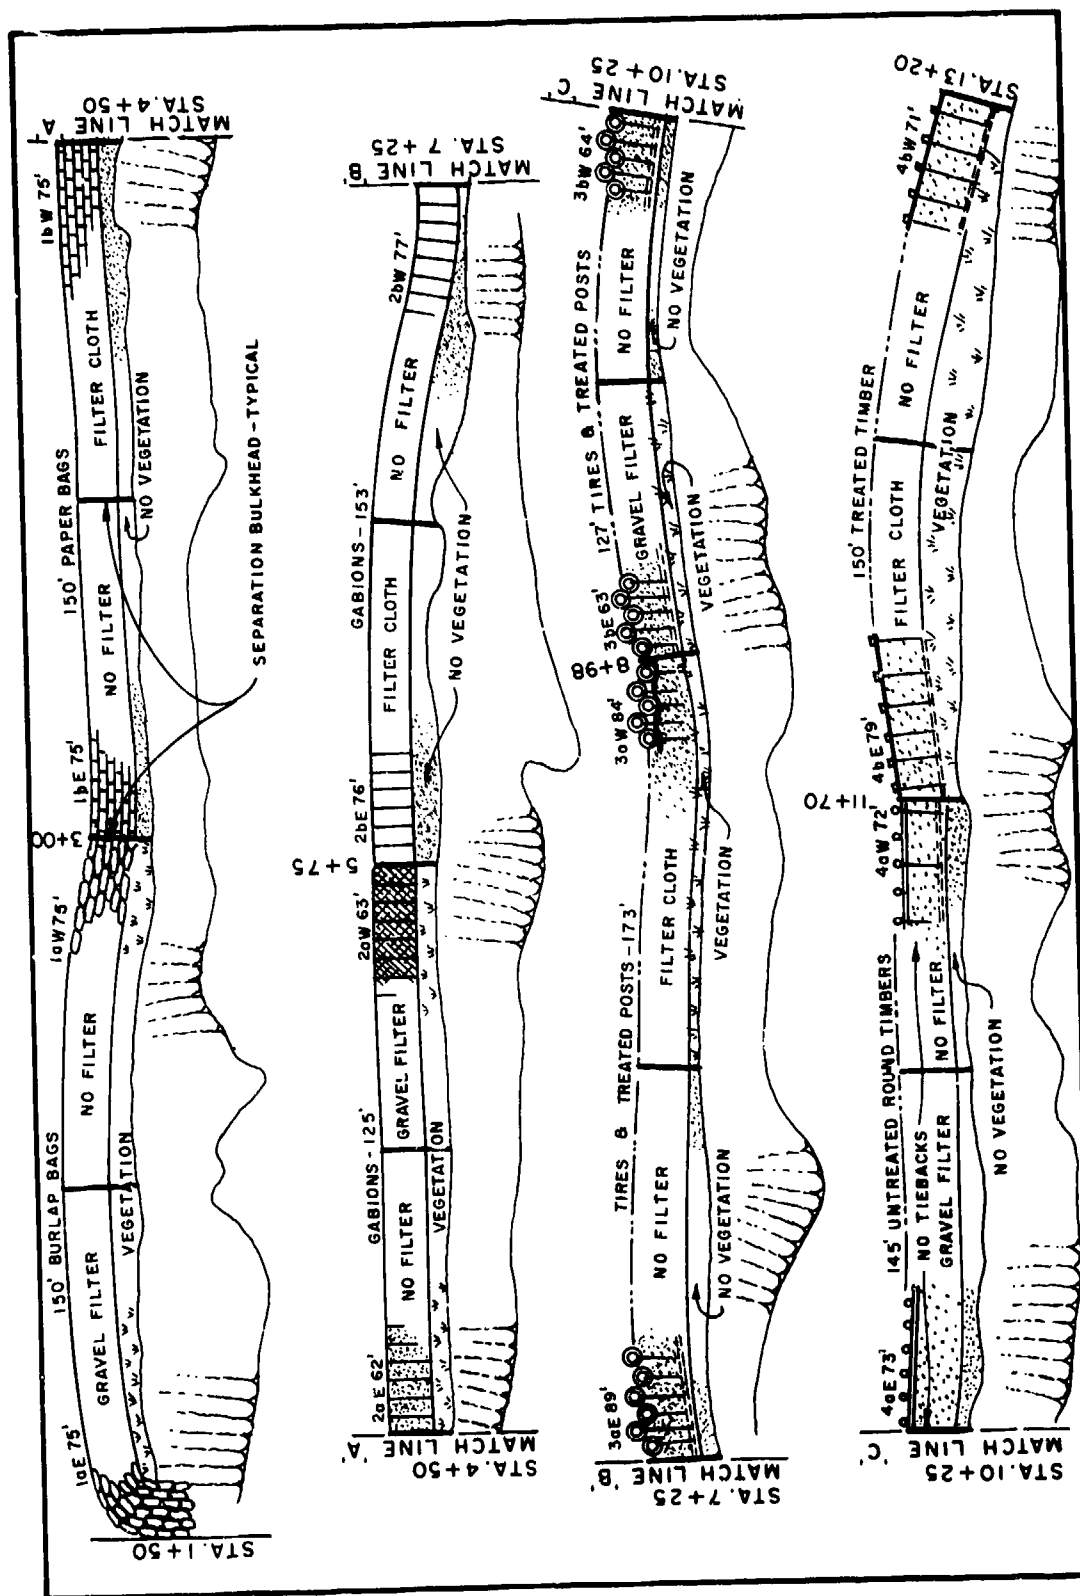 STA. 1+50
1aE 75'
GRAVEL FILTER
150' BURLAP BAGS
VEGETATION
NO FILTER
1aW 75'
3+00
1bE 75'
SEPARATION BULKHEAD-TYPICAL
NO FILTER
150' PAPER BAGS
NO VEGETATION
FILTER CLOTH
1bW 75'
MATCH LINE 'A'
STA. 4+50
MATCH LINE 'A'
STA. 4+50
2aE 62'
NO FILTER
GABIONS-125'
VEGETATION
GRAVEL FILTER
2aW 63'
5+75
2bE 76'
FILTER CLOTH
GABIONS-153'
NO VEGETATION
NO FILTER
2bW 77'
MATCH LINE 'B'
STA. 7+25
MATCH LINE 'B'
STA. 7+25
3aE 89'
NO FILTER
NO VEGETATION
TIRES & TREATED POSTS-173'
FILTER CLOTH
VEGETATION
3aW 84'
8+98
3bE 63'
GRAVEL FILTER
VEGETATION
127' TIRES & TREATED POSTS
NO FILTER
NO VEGETATION
3bW 64'
MATCH LINE 'C'
STA. 10+25
MATCH LINE 'C'
STA. 10+25
4aE 73'
NO TIEBACKS
GRAVEL FILTER
145' UNTREATED ROUND TIMBERS
NO FILTER
NO VEGETATION
4aW 72'
11+70
4bE 79'
FILTER CLOTH
150' TREATED TIMBER
VEGETATION
NO FILTER
4bW 71'
STA. 13+20